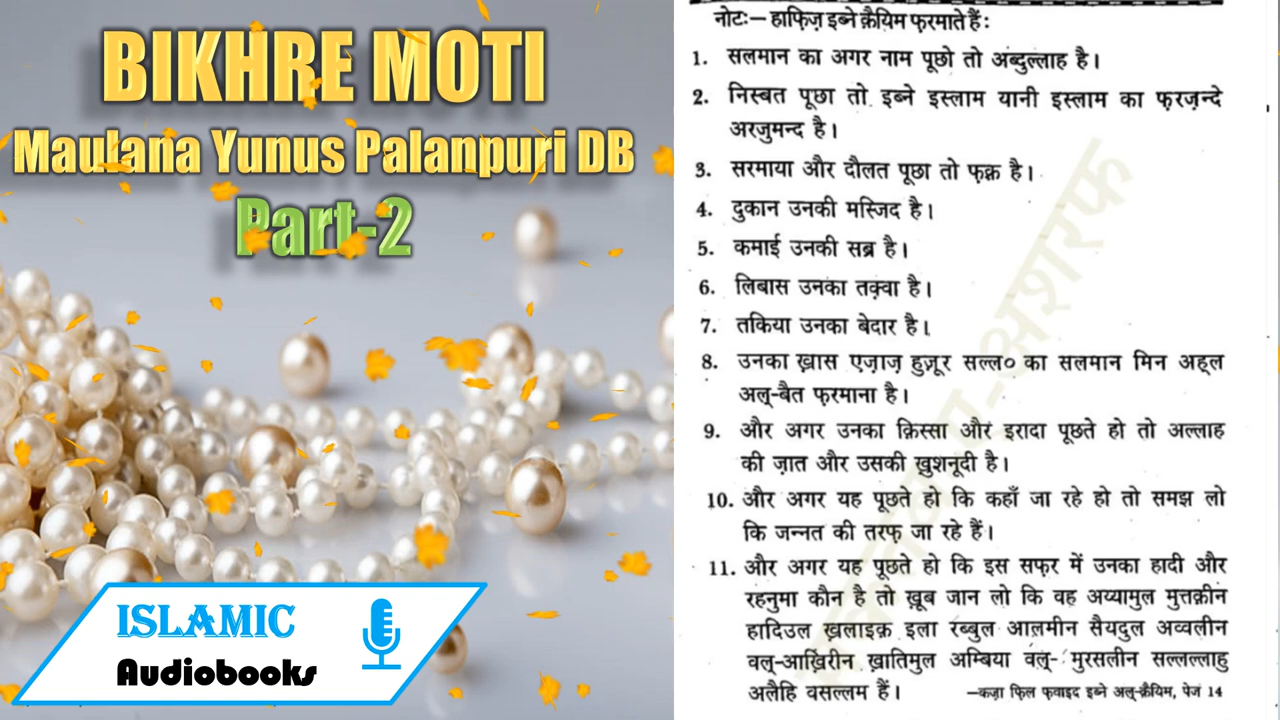 BIKHRE MOTI
Maulana Yunus Palanpuri DB
Part-2
ISLAMIC
Audiobooks
नोटः— हाफ़िज़ इब्ने क़ैयिम फ़रमाते हैं:
1. सलमान का अगर नाम पूछो तो अब्दुल्लाह है।
2. निस्बत पूछा तो इब्ने इस्लाम यानी इस्लाम का फ़रज़न्दे
अरजुमन्द है।
3. सरमाया और दौलत पूछा तो फ़क़्र है।
4. दुकान उनकी मस्जिद है।
5. कमाई उनकी सब्र है।
6. लिबास उनका तक़्वा है।
7. तकिया उनका बेदार है।
8. उनका ख़ास एज़ाज़ हुज़ूर सल्ल० का सलमान मिन अह्ल
अल्-बैत फ़रमाना है।
9. और अगर उनका क़िस्सा और इरादा पूछते हो तो अल्लाह
की ज़ात और उसकी ख़ुशनूदी है।
10. और अगर यह पूछते हो कि कहाँ जा रहे हो तो समझ लो
कि जन्नत की तरफ़ जा रहे हैं।
11. और अगर यह पूछते हो कि इस सफ़र में उनका हादी और
रहनुमा कौन है तो ख़ूब जान लो कि वह अय्यामुल मुत्तक़ीन
हादिउल ख़लाइक़ इला रब्बुल आलमीन सैयदुल अव्वलीन
वल्-आख़िरीन ख़ातिमुल अम्बिया वल्- मुरसलीन सल्लल्लाहु
अलैहि वसल्लम हैं।
—कज़ा फ़िल फ़वाइद इब्ने अल्-क़ैयिम, पेज 14